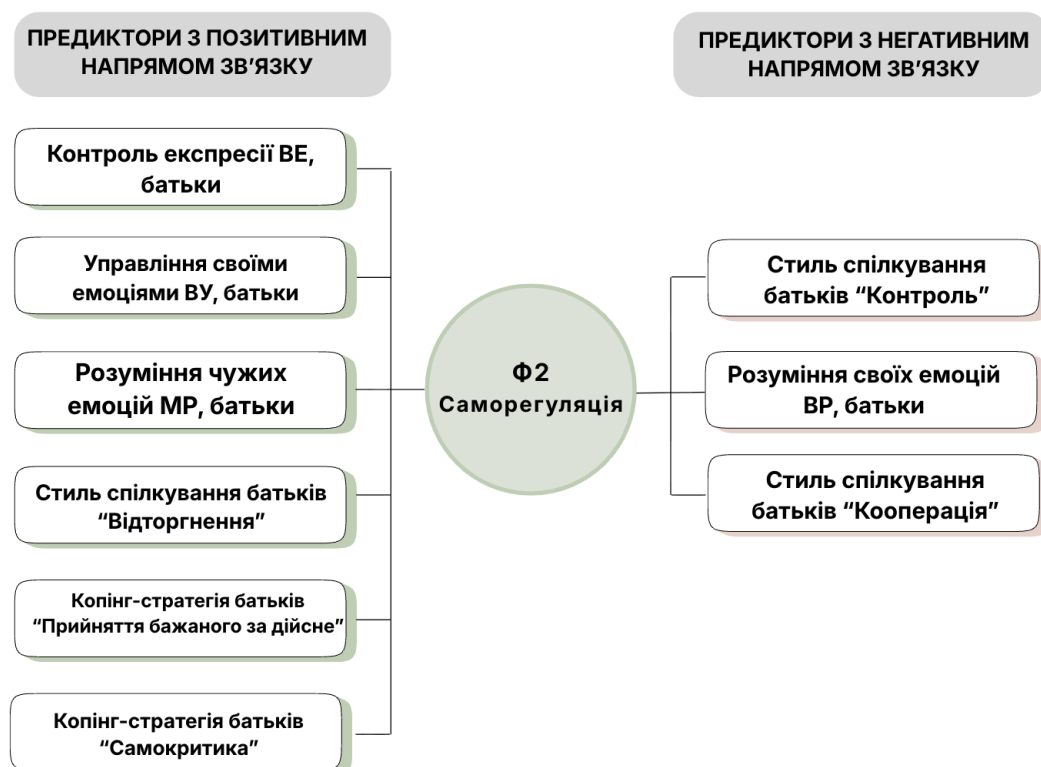 ПРЕДИКТОРИ З ПОЗИТИВНИМ
НАПРЯМОМ ЗВ’ЯЗКУ
Контроль експресії ВЕ,
батьки
Управління своїми
емоціями ВУ, батьки
Розуміння чужих
емоцій МР, батьки
Стиль спілкування батьків
“Відторгнення”
Копінг-стратегія батьків
“Прийняття бажаного за дійсне”
Копінг-стратегія батьків
“Самокритика”
Ф2
Саморегуляція
ПРЕДИКТОРИ З НЕГАТИВНИМ
НАПРЯМОМ ЗВ’ЯЗКУ
Стиль спілкування
батьків “Контроль”
Розуміння своїх емоцій
ВР, батьки
Стиль спілкування
батьків “Кооперація”